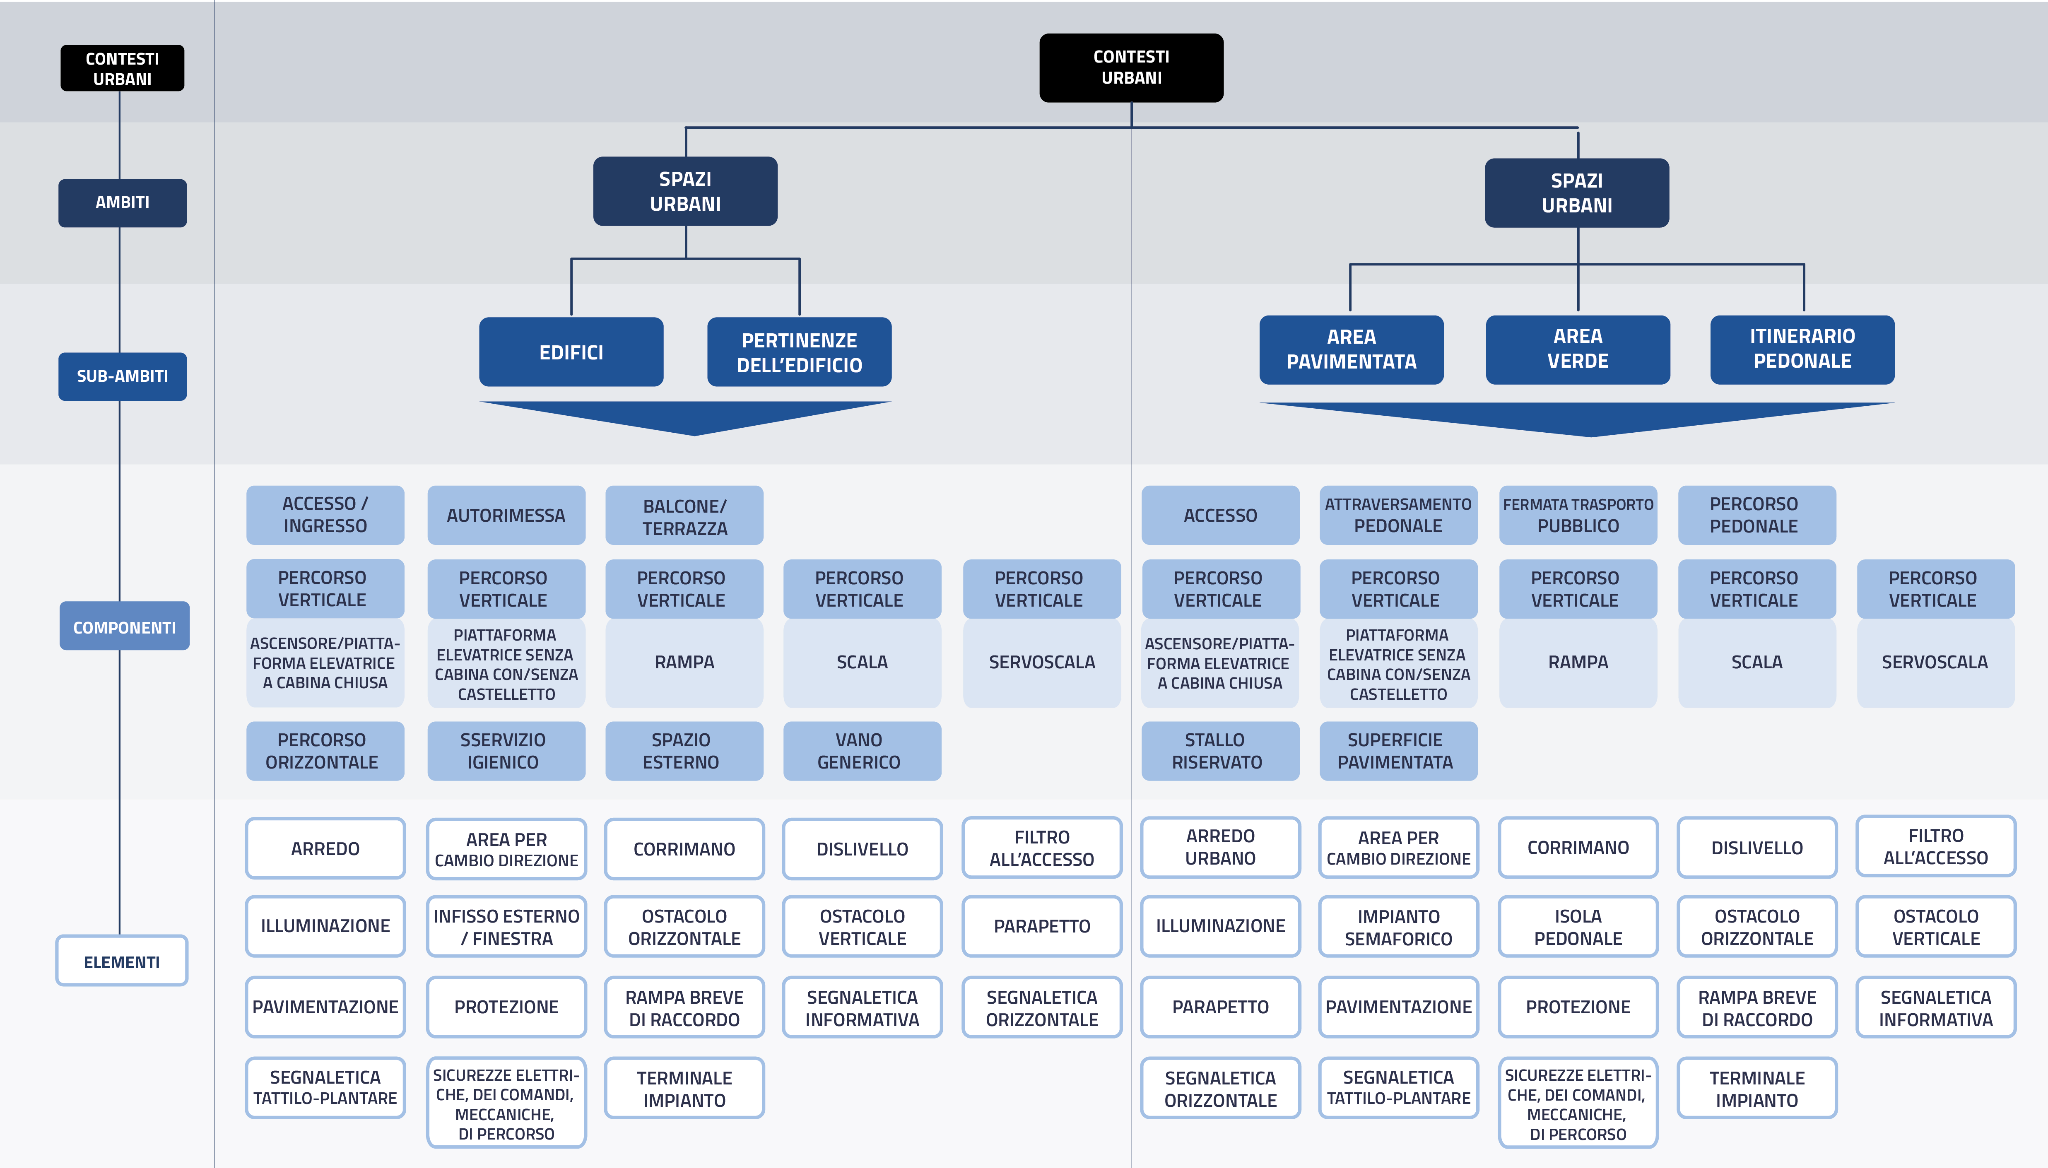 CONTESTI
URBANI
AMBITI
SUB-AMBITI
COMPONENTI
ELEMENTI
CONTESTI
URBANI
SPAZI
URBANI
EDIFICI
PERTINENZE
DELL'EDIFICIO
ACCESSO /
INGRESSO
AUTORIMESSA
BALCONE/
TERRAZZA
PERCORSO
VERTICALE
ASCENSORE/PIATTA-
FORMA ELEVATRICE
A CABINA CHIUSA
PERCORSO
VERTICALE
PIATTAFORMA
ELEVATRICE SENZA
CABINA CON/SENZA
CASTELLETTO
PERCORSO
VERTICALE
RAMPA
PERCORSO
VERTICALE
SCALA
PERCORSO
VERTICALE
SERVOSCALA
PERCORSO
ORIZZONTALE
SSERVIZIO
IGIENICO
SPAZIO
ESTERNO
VANO
GENERICO
ARREDO
AREA PER
CAMBIO DIREZIONE
CORRIMANO
DISLIVELLO
FILTRO
ALL'ACCESSO
ILLUMINAZIONE
INFISSO ESTERNO
/ FINESTRA
OSTACOLO
ORIZZONTALE
OSTACOLO
VERTICALE
PARAPETTO
PAVIMENTAZIONE
PROTEZIONE
RAMPA BREVE
DI RACCORDO
SEGNALETICA
INFORMATIVA
SEGNALETICA
ORIZZONTALE
SEGNALETICA
TATTILO-PLANTARE
SICUREZZE ELETTRI-
CHE, DEI COMANDI,
MECCANICHE,
DI PERCORSO
TERMINALE
IMPIANTO
SPAZI
URBANI
AREA
PAVIMENTATA
AREA
VERDE
ITINERARIO
PEDONALE
ACCESSO
ATTRAVERSAMENTO
PEDONALE
FERMATA TRASPORTO
PUBBLICO
PERCORSO
PEDONALE
PERCORSO
VERTICALE
ASCENSORE/PIATTA-
FORMA ELEVATRICE
A CABINA CHIUSA
PERCORSO
VERTICALE
PIATTAFORMA
ELEVATRICE SENZA
CABINA CON/SENZA
CASTELLETTO
PERCORSO
VERTICALE
RAMPA
PERCORSO
VERTICALE
SCALA
PERCORSO
VERTICALE
SERVOSCALA
STALLO
RISERVATO
SUPERFICIE
PAVIMENTATA
ARREDO
URBANO
AREA PER
CAMBIO DIREZIONE
CORRIMANO
DISLIVELLO
FILTRO
ALL'ACCESSO
ILLUMINAZIONE
IMPIANTO
SEMAFORICO
ISOLA
PEDONALE
OSTACOLO
ORIZZONTALE
OSTACOLO
VERTICALE
PARAPETTO
PAVIMENTAZIONE
PROTEZIONE
RAMPA BREVE
DI RACCORDO
SEGNALETICA
INFORMATIVA
SEGNALETICA
ORIZZONTALE
SEGNALETICA
TATTILO-PLANTARE
SICUREZZE ELETTRI-
CHE, DEI COMANDI,
MECCANICHE,
DI PERCORSO
TERMINALE
IMPIANTO